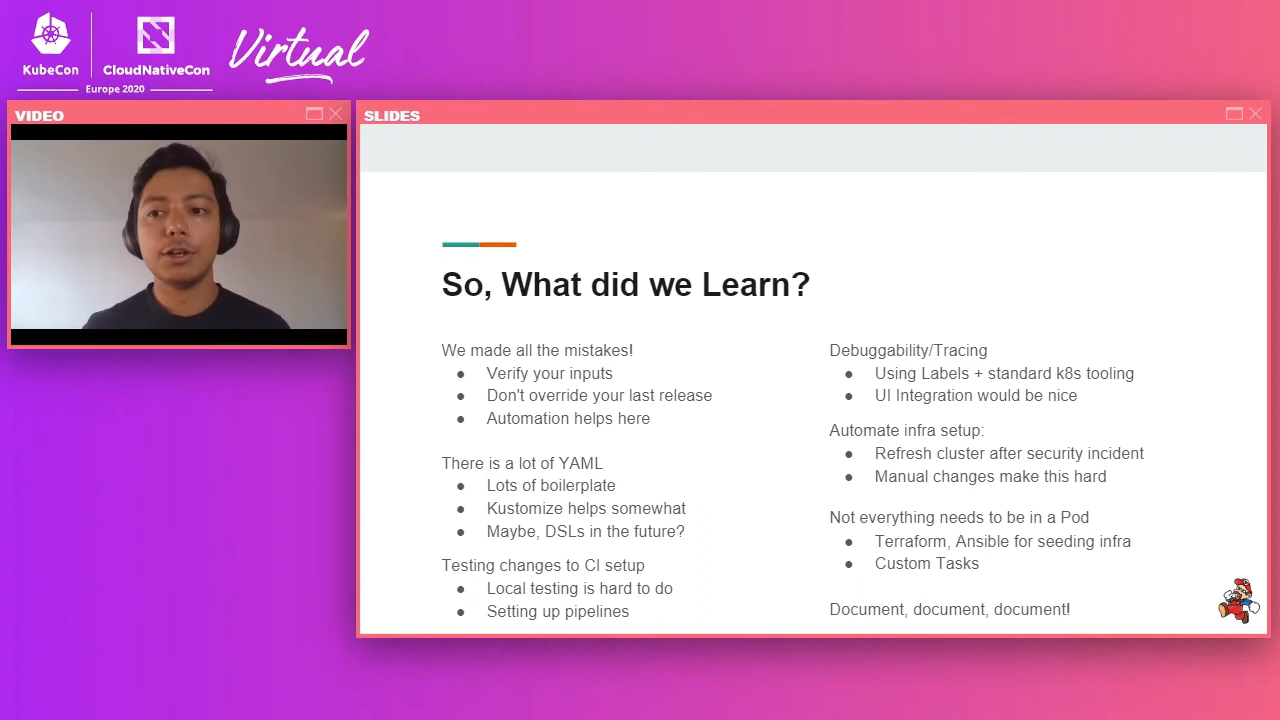 KubeCon
CloudNativeCon
Virtual
Europe 2020
VIDEO
SLIDES
So, What did we Learn?
We made all the mistakes!
● Verify your inputs
● Don't override your last release
● Automation helps here
There is a lot of YAML
● Lots of boilerplate
● Kustomize helps somewhat
● Maybe, DSLs in the future?
Testing changes to CI setup
● Local testing is hard to do
● Setting up pipelines
Debuggability/Tracing
● Using Labels + standard k8s tooling
● UI Integration would be nice
Automate infra setup:
● Refresh cluster after security incident
● Manual changes make this hard
Not everything needs to be in a Pod
● Terraform, Ansible for seeding infra
● Custom Tasks
Document, document, document!